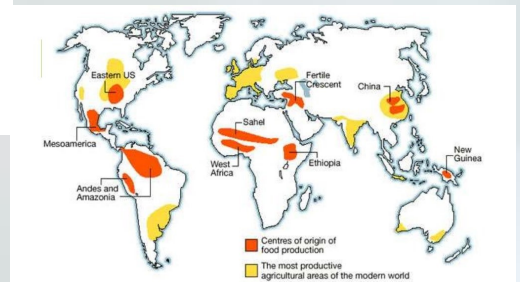 Eastern US
Fertile
Crescent
China
Sahel
Mesoamerica
West
Africa
Ethiopia
New
Guinea
Andes and
Amazonia
Centres of origin of
food production
The most productive
agricultural areas of the modern world